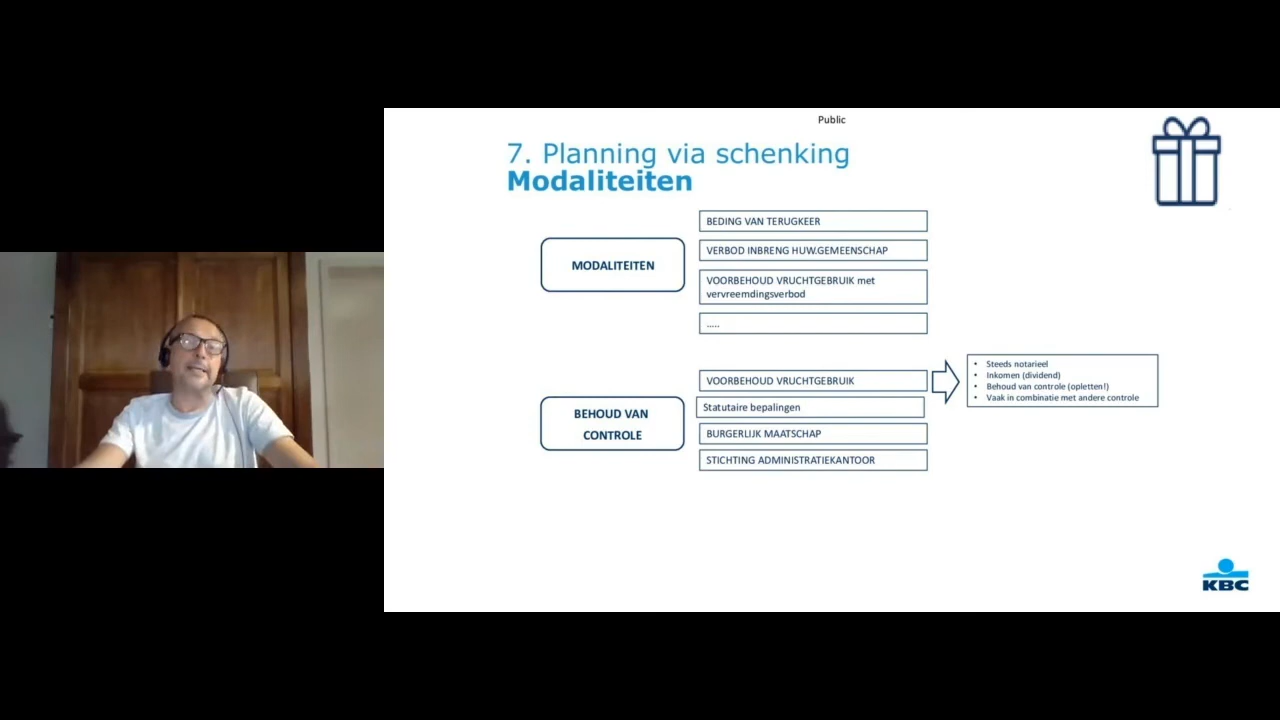 Public
7. Planning via schenking
Modaliteiten
MODALITEITEN
BEDING VAN TERUGKEER
VERBOD INBRENG HUW.GEMEENSCHAP
VOORBEHOUD VRUCHTGEBRUIK met
vervreemdingsverbod
.....
BEHOUD VAN
CONTROLE
VOORBEHOUD VRUCHTGEBRUIK
Statutaire bepalingen
BURGERLIJK MAATSCHAP
STICHTING ADMINISTRATIEKANTOOR
• Steeds notarieel
• Inkomen (dividend)
• Behoud van controle (opletten!)
• Vaak in combinatie met andere controle
KBC